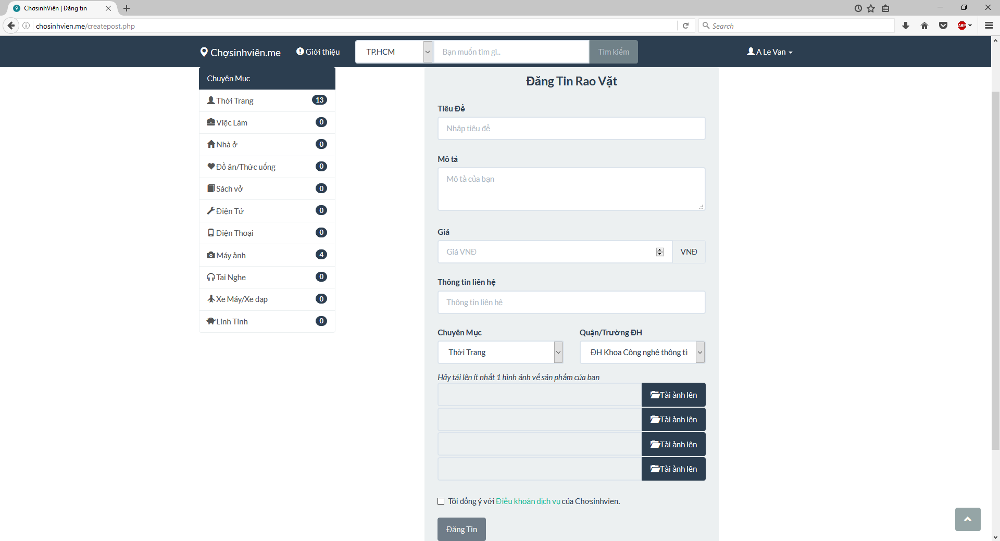 ChợsinhViên | Đăng tin
chosinhvien.me/createpost.php
Search
ABP
Chợsinhviên.me
Giới thiệu
TP.HCM
Bạn muốn tìm gì..
Tìm kiếm
A Le Van
Chuyên Mục
Thời Trang 13
Việc Làm 0
Nhà ở 0
Đồ ăn/Thức uống 0
Sách vở 0
Điện Tử 0
Điện Thoại 0
Máy ảnh 4
Tai Nghe 0
Xe Máy/Xe đạp 0
Linh Tinh 0
Đăng Tin Rao Vặt
Tiêu Đề
Nhập tiêu đề
Mô tả
Mô tả của bạn
Giá
Giá VNĐ
VNĐ
Thông tin liên hệ
Thông tin liên hệ
Chuyên Mục
Quận/Trường ĐH
Thời Trang
ĐH Khoa Công nghệ thông ti
Hãy tải lên ít nhất 1 hình ảnh về sản phẩm của bạn
Tải ảnh lên
Tải ảnh lên
Tải ảnh lên
Tải ảnh lên
Tôi đồng ý với Điều khoản dịch vụ của Chợsinhvien.
Đăng Tin